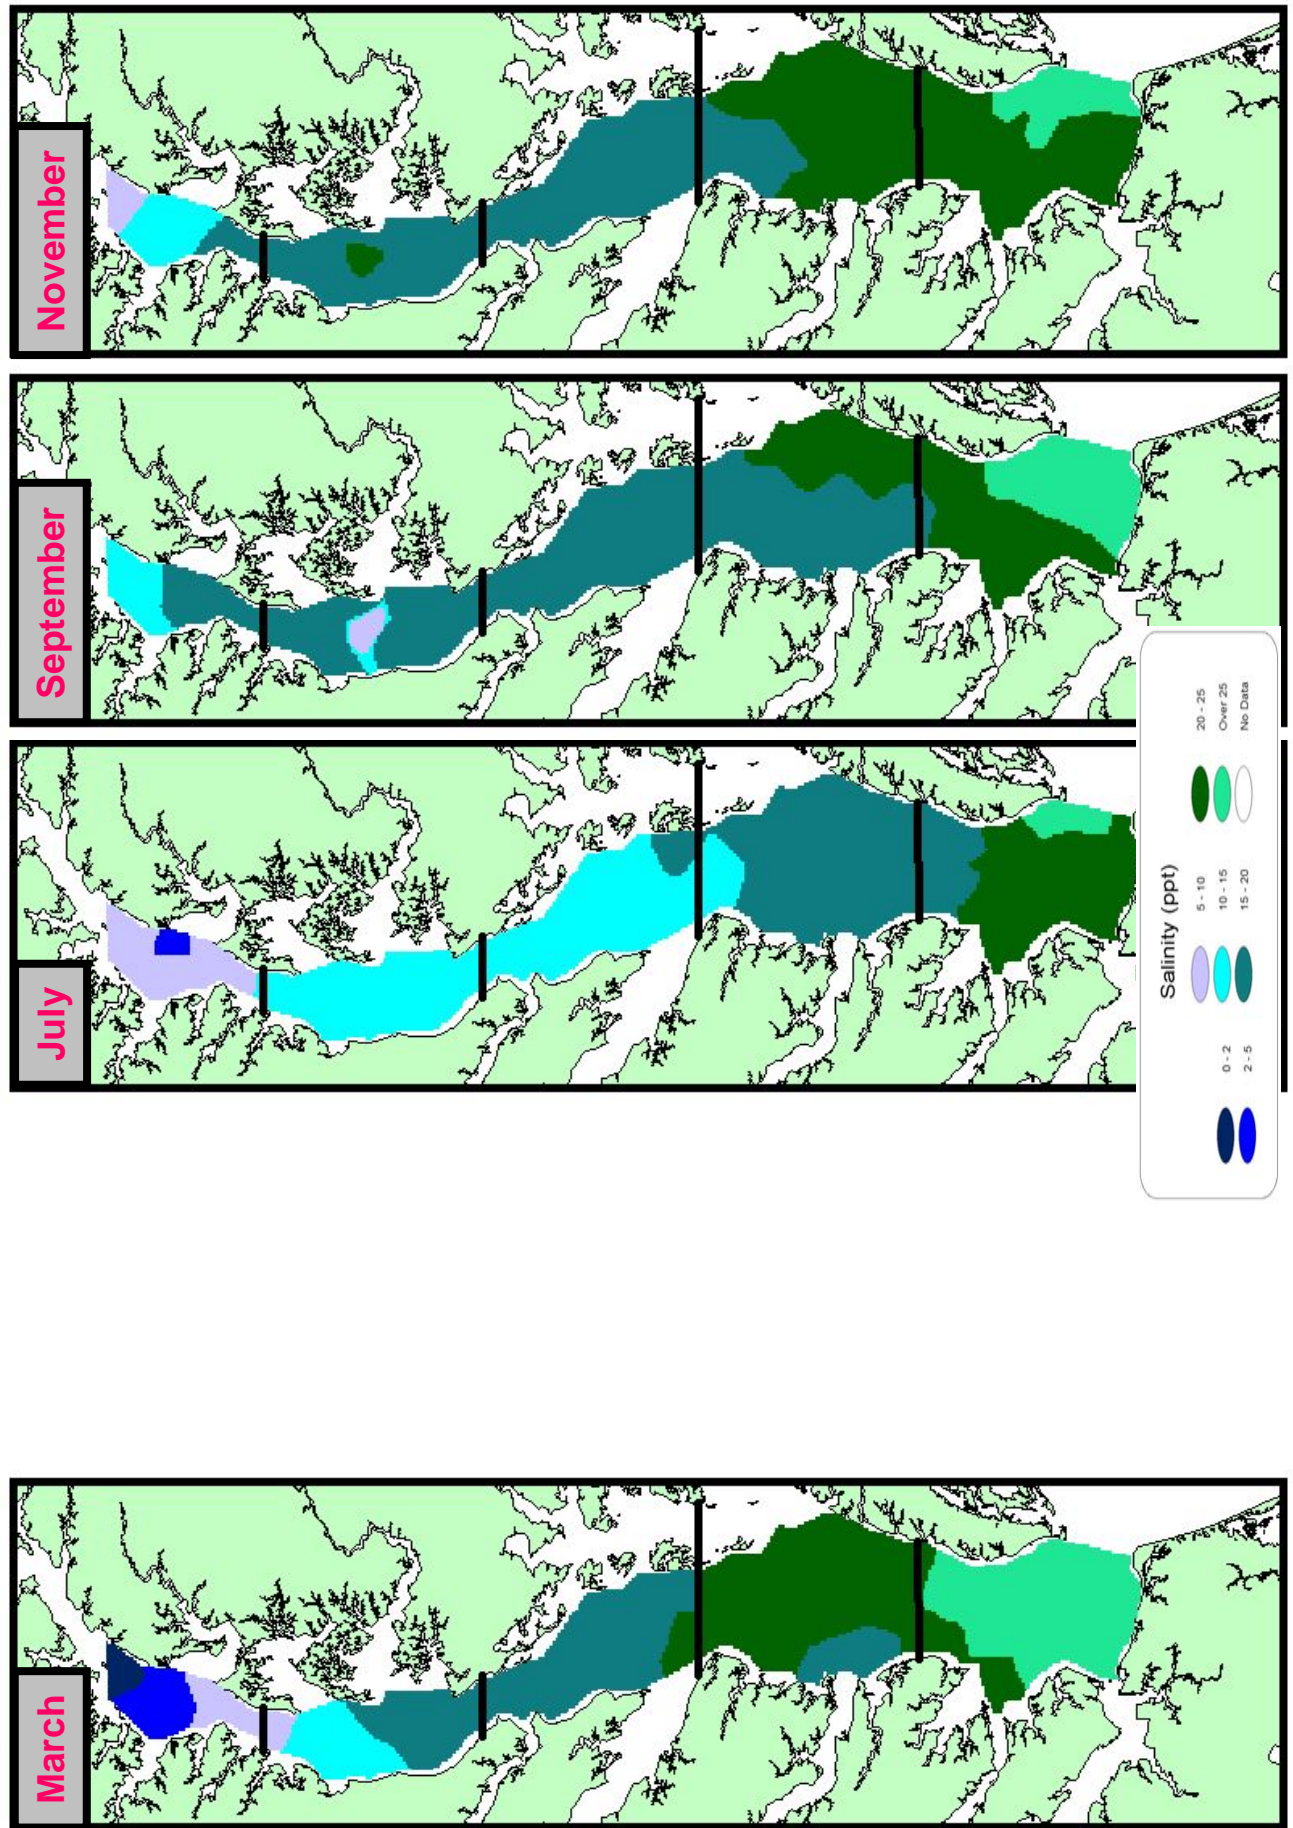 March
July
September
November
Salinity (ppt)
0 - 2
2 - 5
5 - 10
10 - 15
15 - 20
20 - 25
Over 25
No Data